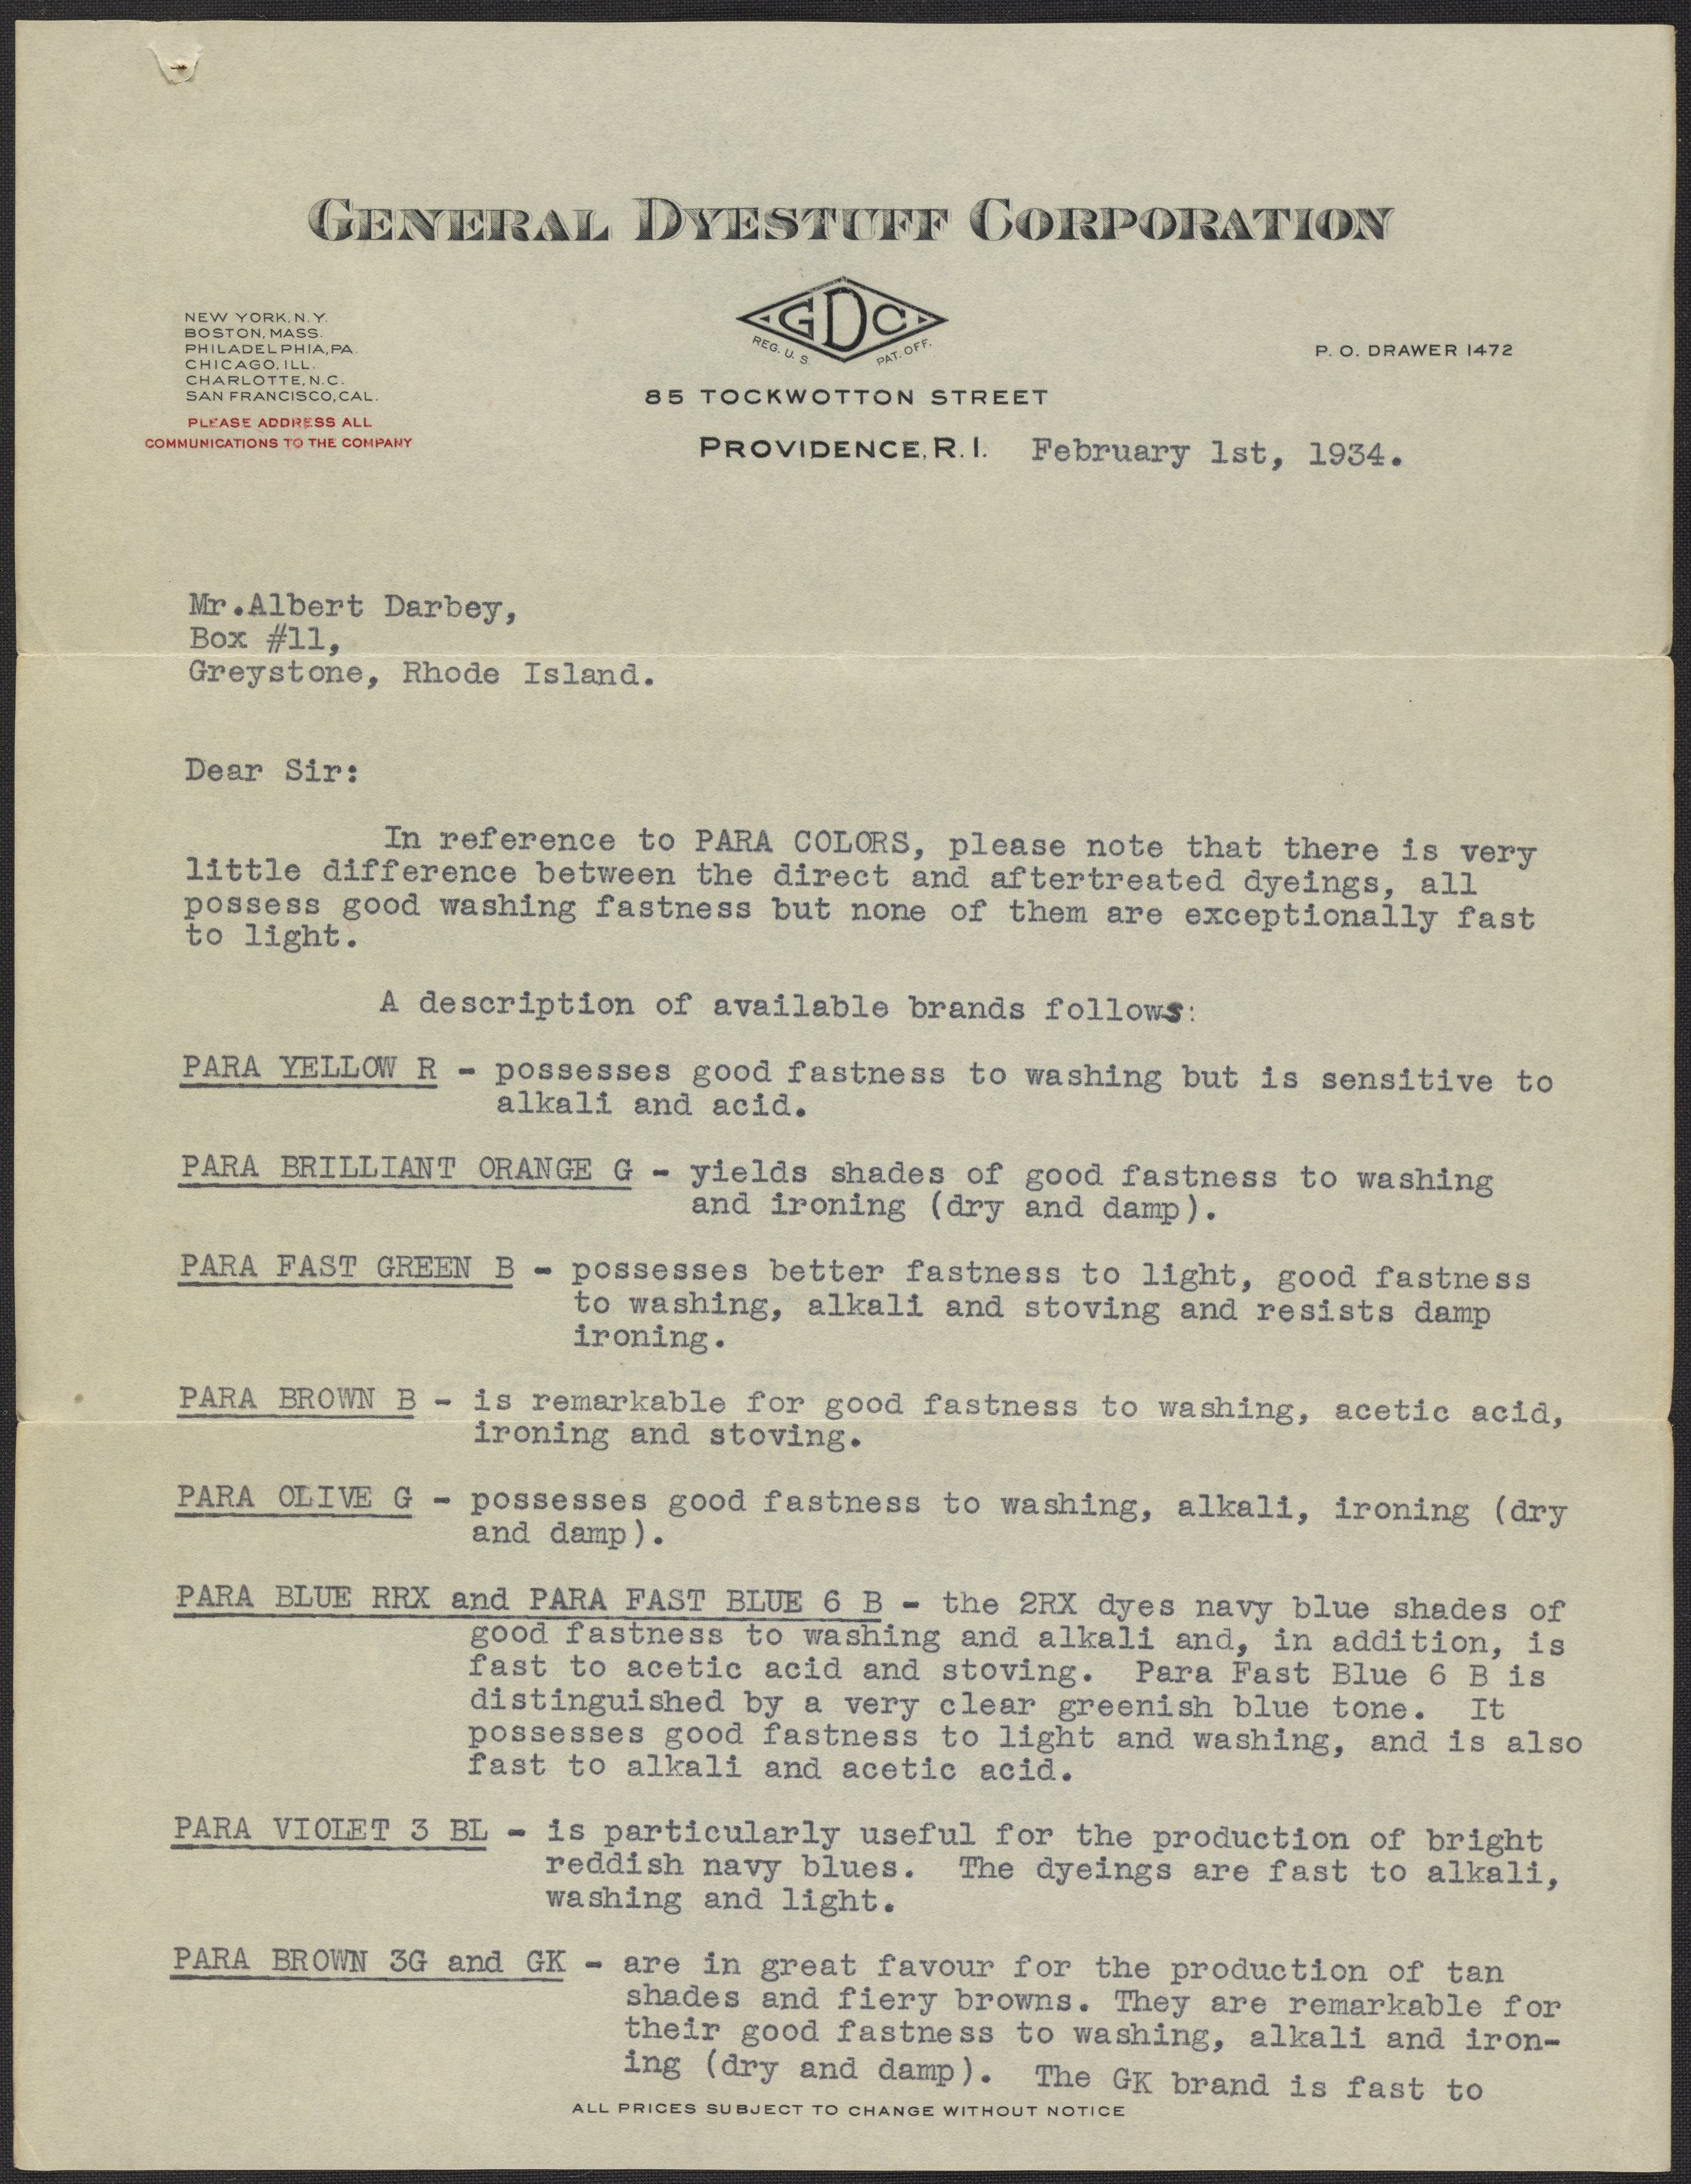 GENERAL DYESTUFF CORPORATION
GDC
REG. U. S. PAT. OFF.
NEW YORK, N. Y.
BOSTON, MASS.
PHILADELPHIA, PA.
CHICAGO, ILL.
CHARLOTTE, N. C.
SAN FRANCISCO, CAL.
PLEASE ADDRESS ALL
COMMUNICATIONS TO THE COMPANY
P. O. DRAWER 1472
85 TOCKWOTTON STREET
PROVIDENCE, R. I. February 1st, 1934.
Mr.Albert Darbey,
Box #11,
Greystone, Rhode Island.
Dear Sir:
In reference to PARA COLORS, please note that there is very
little difference between the direct and aftertreated dyeings, all
possess good washing fastness but none of them are exceptionally fast
to light.
A description of available brands follows:
PARA YELLOW R - possesses good fastness to washing but is sensitive to
alkali and acid.
PARA BRILLIANT ORANGE G - yields shades of good fastness to washing
and ironing (dry and damp).
PARA FAST GREEN B - possesses better fastness to light, good fastness
to washing, alkali and stoving and resists damp
ironing.
PARA BROWN B - is remarkable for good fastness to washing, acetic acid,
ironing and stoving.
PARA OLIVE G - possesses good fastness to washing, alkali, ironing (dry
and damp).
PARA BLUE RRX and PARA FAST BLUE 6 B - the 2RX dyes navy blue shades of
good fastness to washing and alkali and, in addition, is
fast to acetic acid and stoving. Para Fast Blue 6 B is
distinguished by a very clear greenish blue tone. It
possesses good fastness to light and washing, and is also
fast to alkali and acetic acid.
PARA VIOLET 3 BL - is particularly useful for the production of bright
reddish navy blues. The dyeings are fast to alkali,
washing and light.
PARA BROWN 3G and GK - are in great favour for the production of tan
shades and fiery browns. They are remarkable for
their good fastness to washing, alkali and iron-
ing (dry and damp). The GK brand is fast to
ALL PRICES SUBJECT TO CHANGE WITHOUT NOTICE